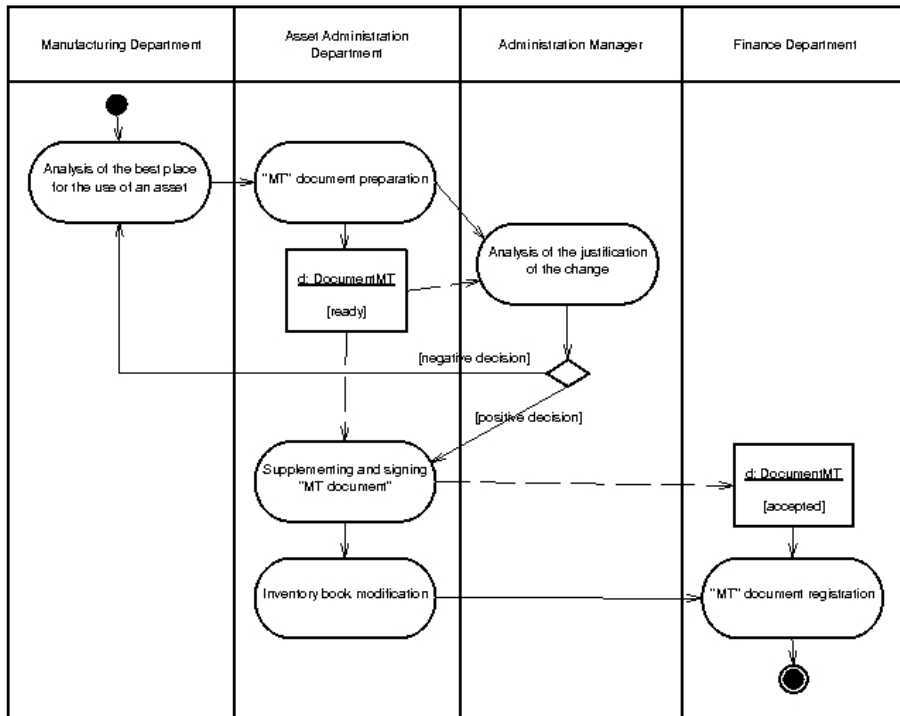 Manufacturing Department
Asset Administration
Department
Administration Manager
Finance Department
Analysis of the best place
for the use of an asset
"MT" document preparation
Analysis of the justification
of the change
d: DocumentMT
[ready]
[negative decision]
[positive decision]
Supplementing and signing
"MT document"
d: DocumentMT
[accepted]
Inventory book modification
"MT" document registration